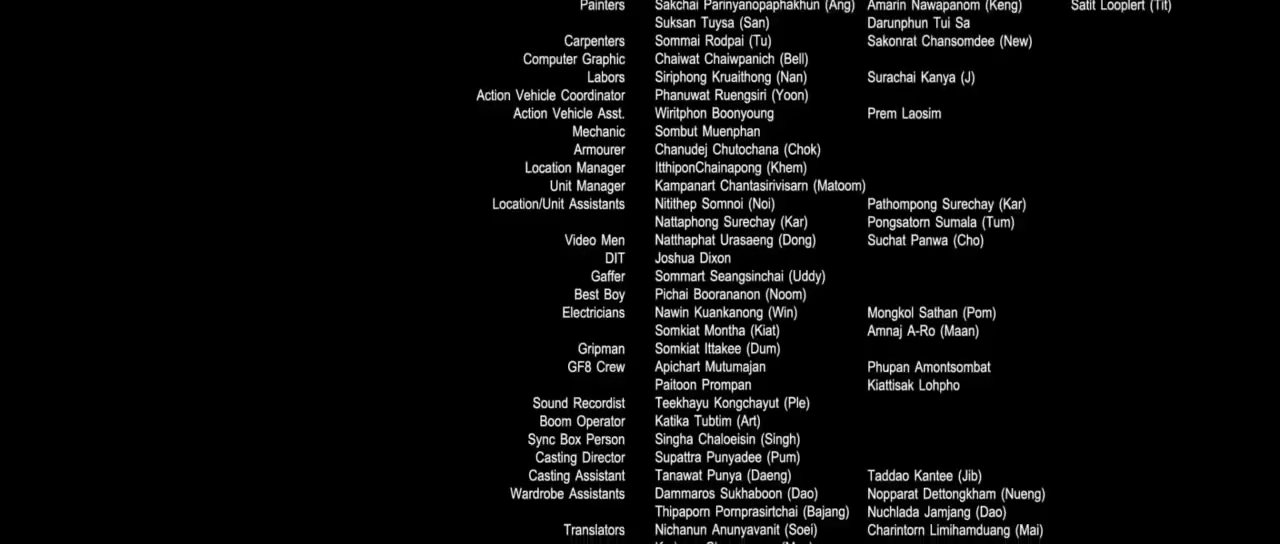 Painters Sakchai Parinyanopaphakhun (Ang) Amarin Nawapanom (Keng) Satit Looplert (Tit)
Suksan Tuysa (San) Darunphun Tui Sa
Carpenters Sommai Rodpai (Tu) Sakonrat Chansomdee (New)
Computer Graphic Chaiwat Chaiwpanich (Bell)
Labors Siriphong Kruaithong (Nan) Surachai Kanya (J)
Action Vehicle Coordinator Phanuwat Ruengsiri (Yoon)
Action Vehicle Asst. Wiritphon Boonyoung Prem Laosim
Mechanic Sombut Muenphan
Armourer Chanudej Chutochana (Chok)
Location Manager ItthiponChainapong (Khem)
Unit Manager Kampanart Chantasirivisarn (Matoom)
Location/Unit Assistants Nitithep Somnoi (Noi) Pathompong Surechay (Kar)
Nattaphong Surechay (Kar) Pongsatorn Sumala (Tum)
Video Men Natthaphat Urasaeng (Dong) Suchat Panwa (Cho)
DIT Joshua Dixon
Gaffer Sommart Seangsinchai (Uddy)
Best Boy Pichai Boorananon (Noom)
Electricians Nawin Kuankanong (Win) Mongkol Sathan (Pom)
Somkiat Montha (Kiat) Amnaj A-Ro (Maan)
Gripman Somkiat Ittakee (Dum)
GF8 Crew Apichart Mutumajan Phupan Amontsombat
Paitoon Prompan Kiattisak Lohpho
Sound Recordist Teekhayu Kongchayut (Ple)
Boom Operator Katika Tubtim (Art)
Sync Box Person Singha Chaloeisin (Singh)
Casting Director Supattra Punyadee (Pum)
Casting Assistant Tanawat Punya (Daeng) Taddao Kantee (Jib)
Wardrobe Assistants Dammaros Sukhaboon (Dao) Nopparat Dettongkham (Nueng)
Thipaporn Pornprasirtchai (Bajang) Nuchlada Jamjang (Dao)
Translators Nichanun Anunyavanit (Soei) Charintorn Limihamduang (Mai)